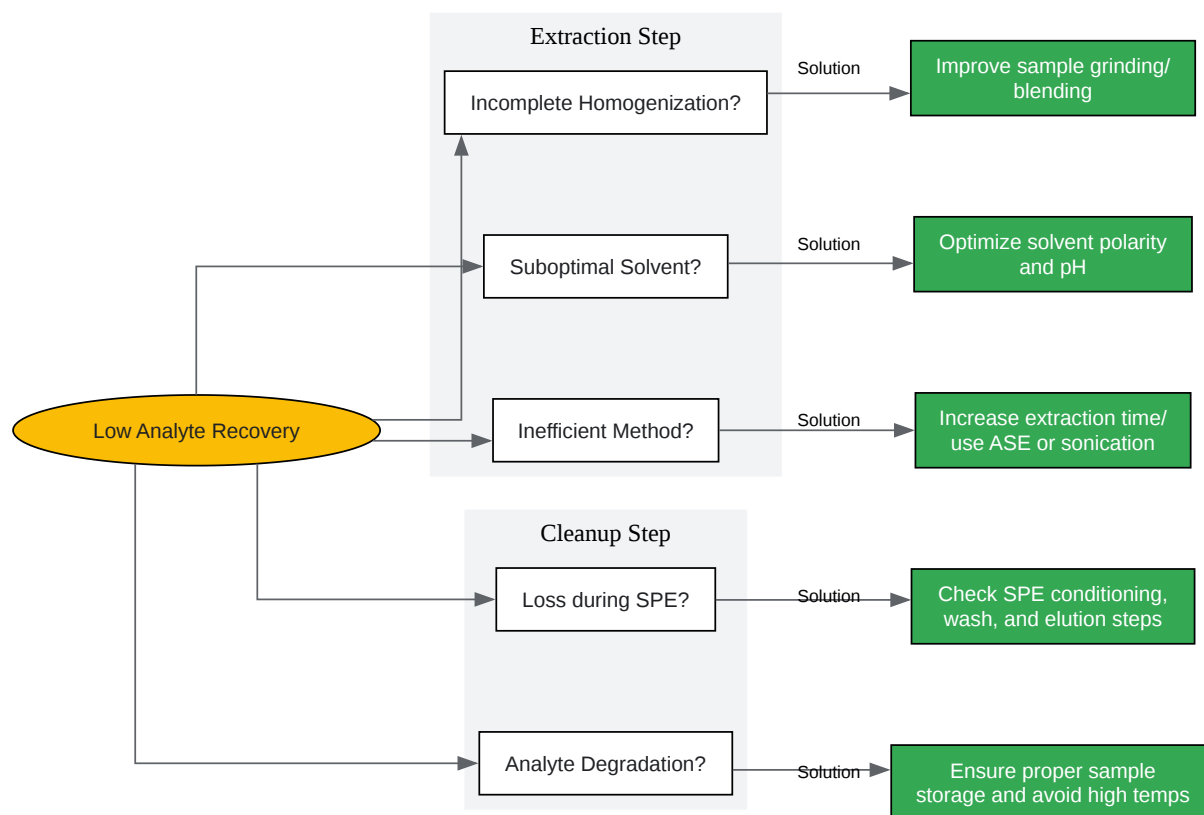 Extraction Step
Incomplete Homogenization?
Solution
Improve sample grinding/
blending
Suboptimal Solvent?
Solution
Optimize solvent polarity
and pH
Low Analyte Recovery
Inefficient Method?
Solution
Increase extraction time/
use ASE or sonication
Cleanup Step
Loss during SPE?
Solution
Check SPE conditioning,
wash, and elution steps
Analyte Degradation?
Solution
Ensure proper sample
storage and avoid high temps